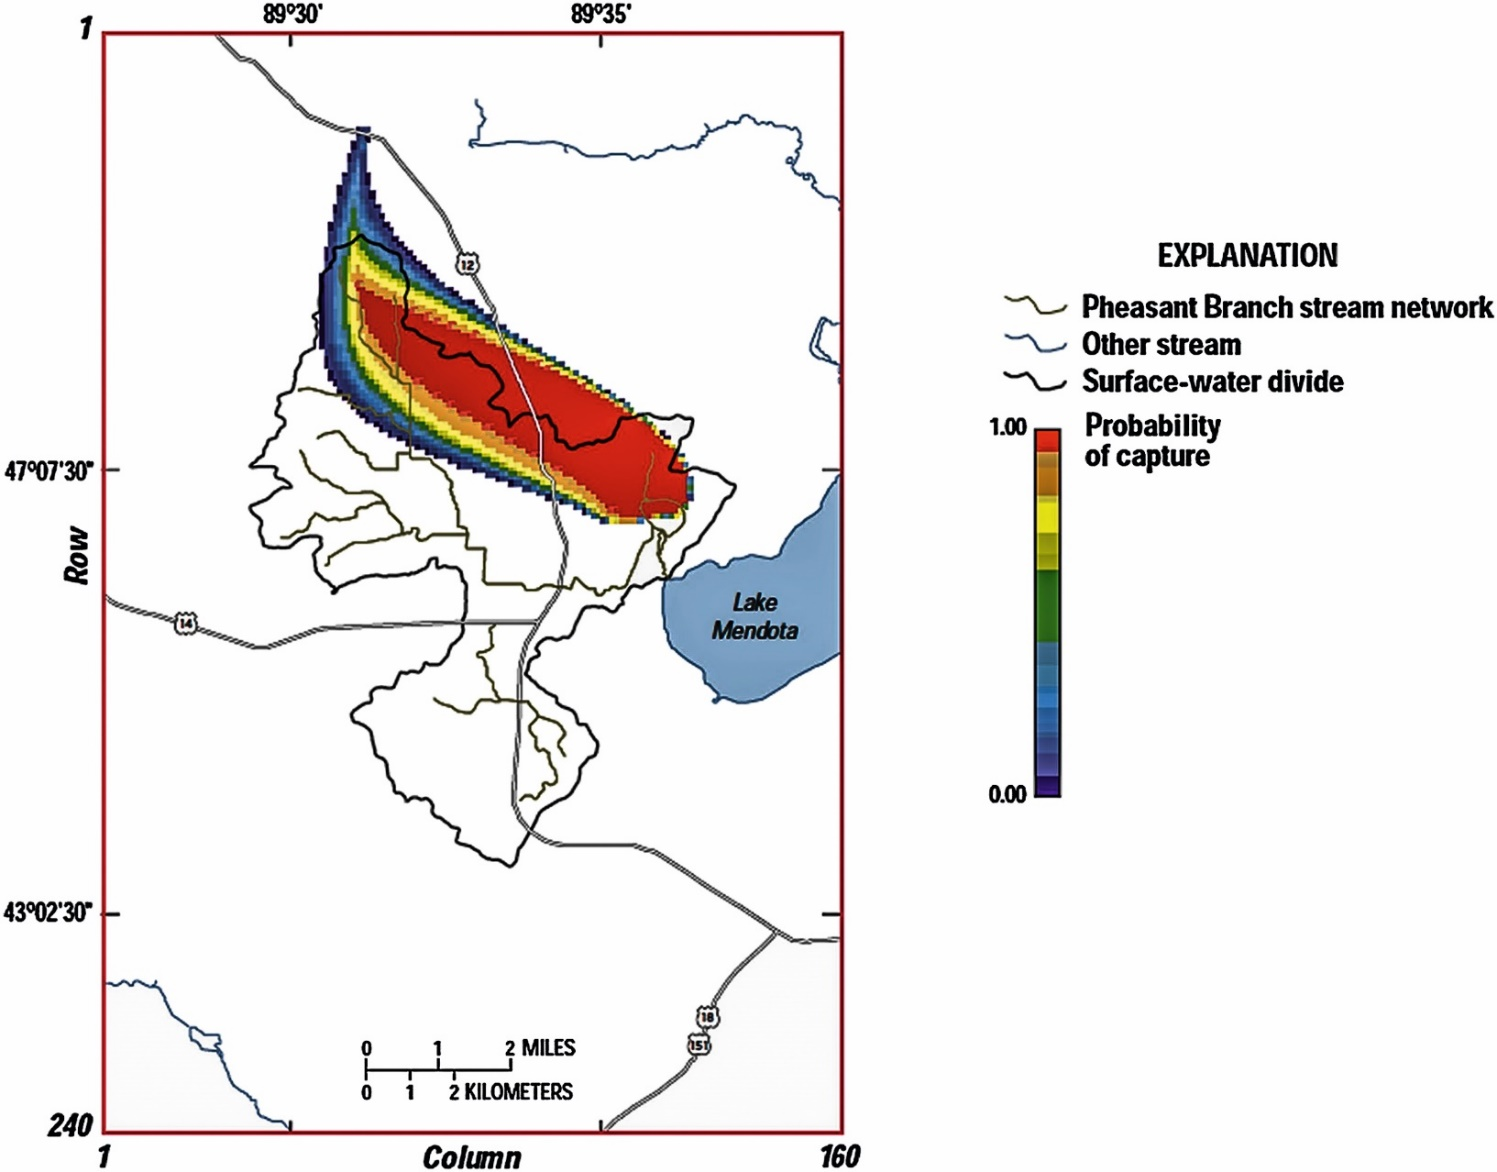 89°30' 89°35'
1
12
EXPLANATION
Pheasant Branch stream network
Other stream
Surface-water divide
1.00 Probability
of capture
47°07'30"
Row
Lake
Mendota
14
0.00
43°02'30"
18
151
0 1 2 MILES
0 1 2 KILOMETERS
240
1 Column 160